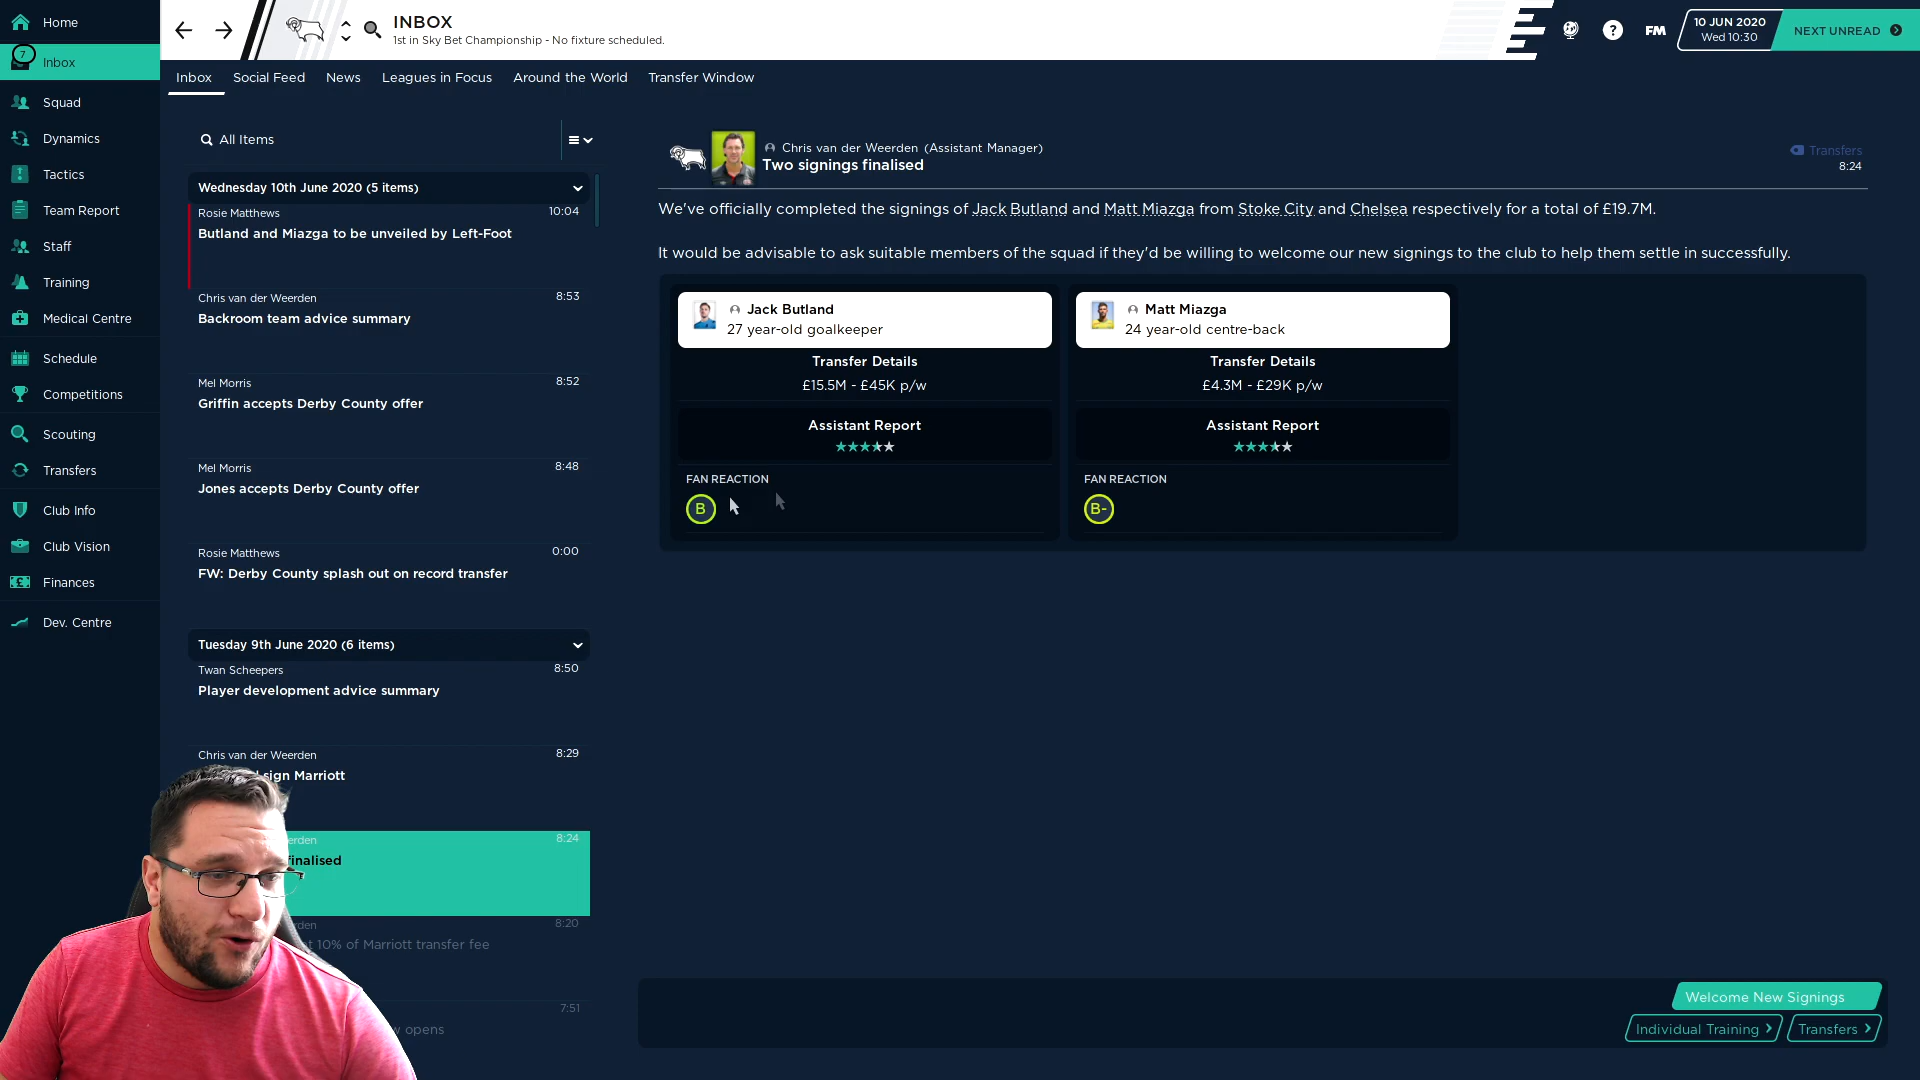 Home
7
Inbox
Squad
Dynamics
Tactics
Team Report
Staff
Training
Medical Centre
Schedule
Competitions
Scouting
Transfers
Club Info
Club Vision
Finances
Dev. Centre
INBOX
1st in Sky Bet Championship - No fixture scheduled.
?
FM
10 JUN 2020
Wed 10:30
NEXT UNREAD
Inbox
Social Feed
News
Leagues in Focus
Around the World
Transfer Window
All Items
Wednesday 10th June 2020 (5 items)
Rosie Matthews 10:04
Butland and Miazga to be unveiled by Left-Foot
Chris van der Weerden 8:53
Backroom team advice summary
Mel Morris 8:52
Griffin accepts Derby County offer
Mel Morris 8:48
Jones accepts Derby County offer
Rosie Matthews 0:00
FW: Derby County splash out on record transfer
Tuesday 9th June 2020 (6 items)
Twan Scheepers 8:50
Player development advice summary
Chris van der Weerden 8:29
sign Marriott
8:24
finalised
8:20
10% of Marriott transfer fee
7:51
opens
Chris van der Weerden (Assistant Manager)
Two signings finalised
Transfers
8:24
We've officially completed the signings of Jack Butland and Matt Miazga from Stoke City and Chelsea respectively for a total of £19.7M.
It would be advisable to ask suitable members of the squad if they'd be willing to welcome our new signings to the club to help them settle in successfully.
Jack Butland
27 year-old goalkeeper
Transfer Details
£15.5M - £45K p/w
Assistant Report
FAN REACTION
B
Matt Miazga
24 year-old centre-back
Transfer Details
£4.3M - £29K p/w
Assistant Report
FAN REACTION
B-
Welcome New Signings
Individual Training
Transfers